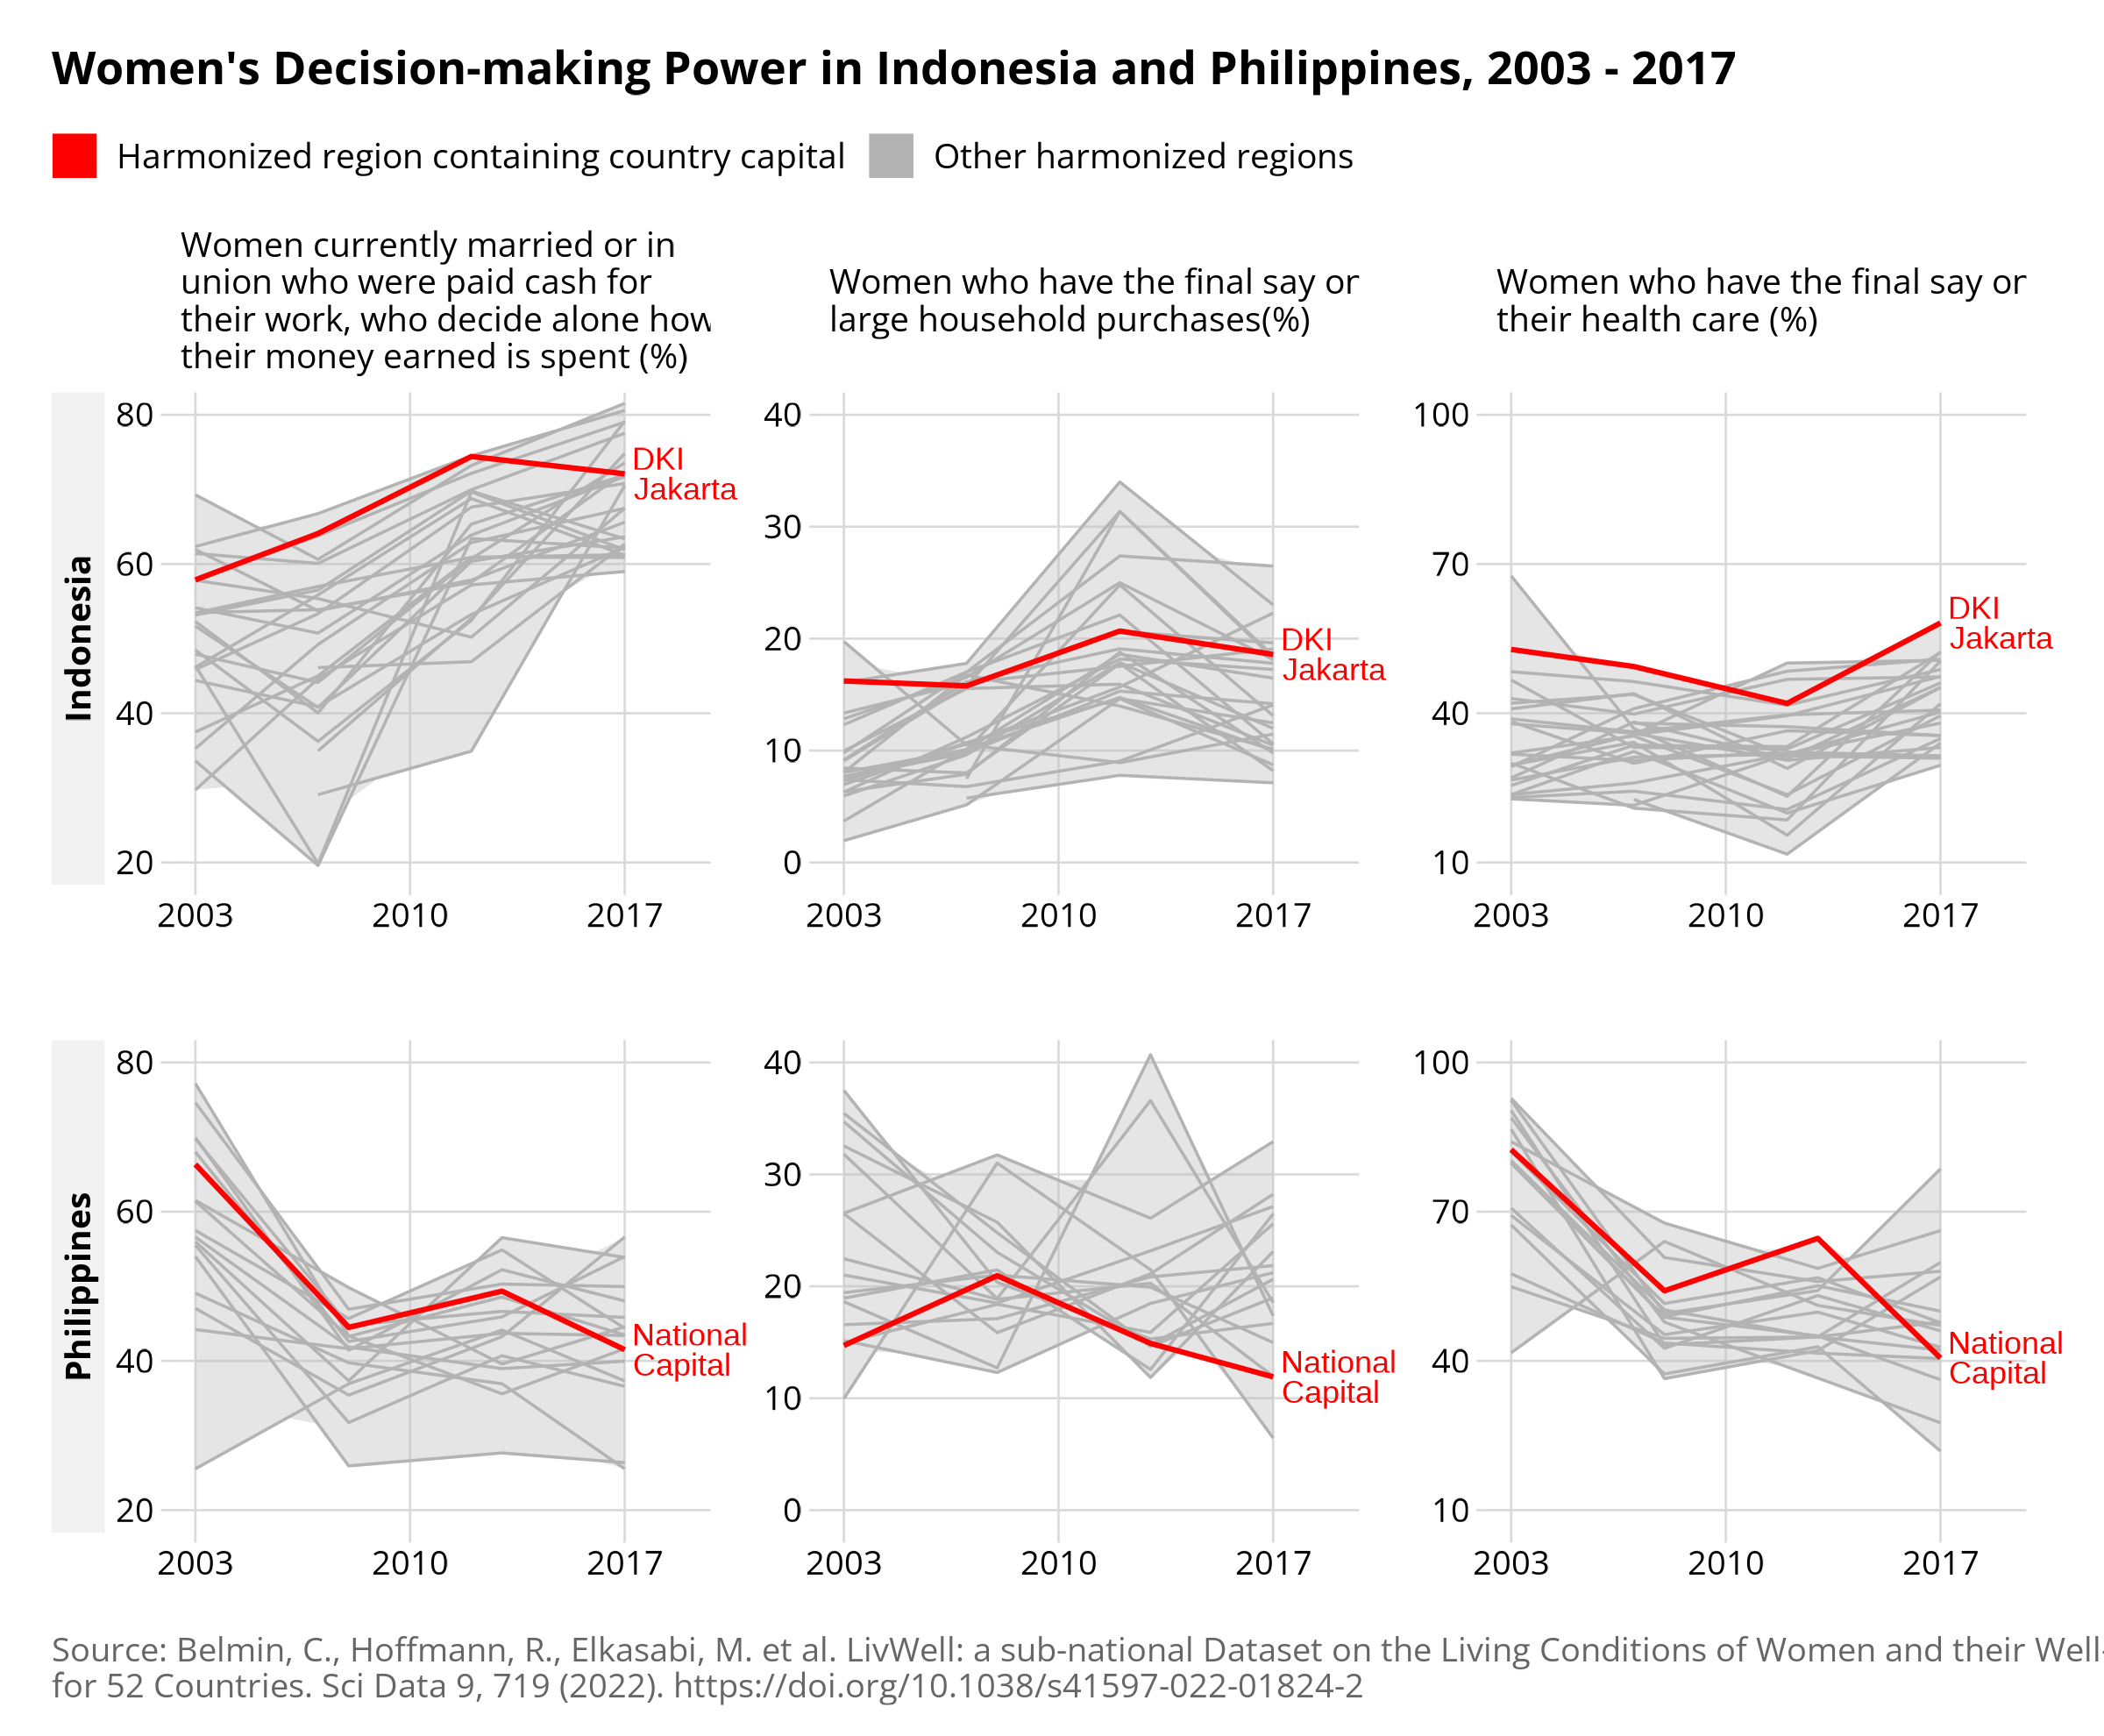 Women's Decision-making Power in Indonesia and Philippines, 2003 - 2017
Harmonized region containing country capital
Other harmonized regions
Women currently married or in
union who were paid cash for
their work, who decide alone how
their money earned is spent (%)
Women who have the final say or
large household purchases(%)
Women who have the final say or
their health care (%)
Indonesia
80
60
40
20
2003
2010
2017
DKI
Jakarta
40
30
20
10
0
2003
2010
2017
DKI
Jakarta
100
70
40
10
2003
2010
2017
DKI
Jakarta
Philippines
80
60
40
20
2003
2010
2017
National
Capital
40
30
20
10
0
2003
2010
2017
National
Capital
100
70
40
10
2003
2010
2017
National
Capital
Source: Belmin, C., Hoffmann, R., Elkasabi, M. et al. LivWell: a sub-national Dataset on the Living Conditions of Women and their Well-
for 52 Countries. Sci Data 9, 719 (2022). https://doi.org/10.1038/s41597-022-01824-2